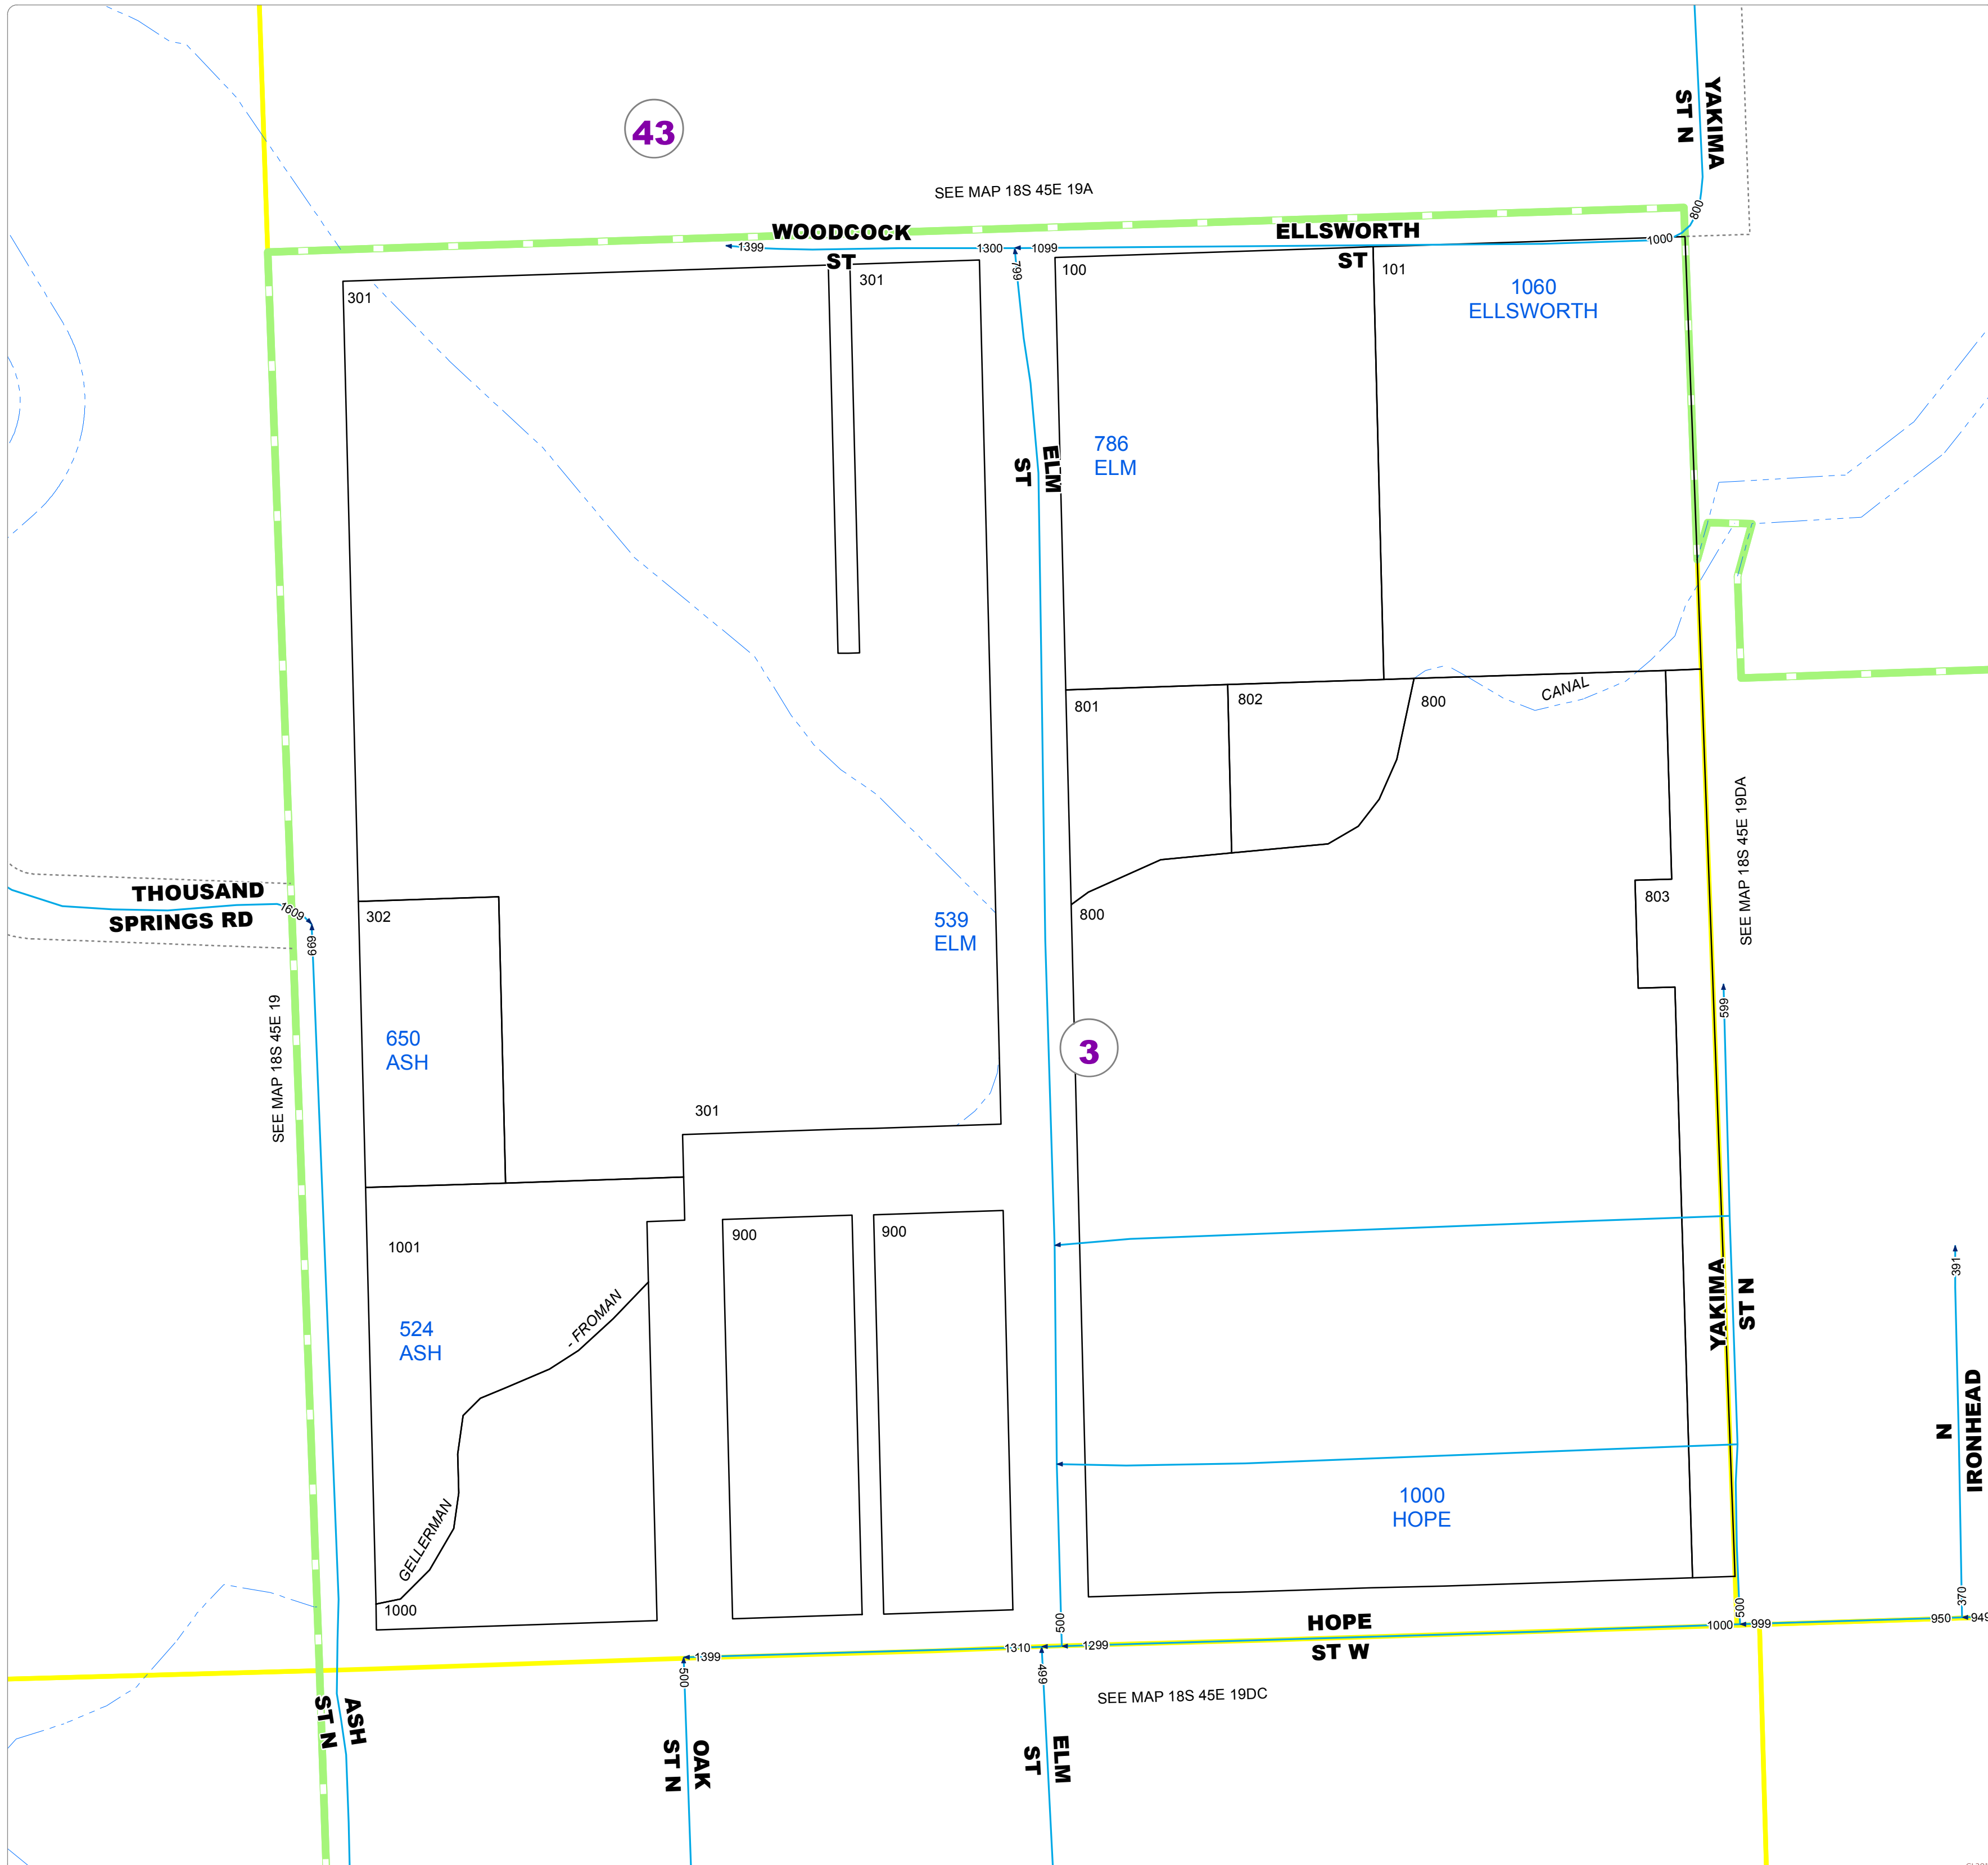 YAKIMA
ST N
43
SEE MAP 18S 45E 19A
800
WOODCOCK
ST
ELLSWORTH
ST
1399
1300
1099
1000
799
301
301
100
101
1060
ELLSWORTH
786
ELM
ELM
ST
801
802
800
CANAL
SEE MAP 18S 45E 19DA
THOUSAND
SPRINGS RD
1609
669
302
539
ELM
800
803
SEE MAP 18S 45E 19
650
ASH
3
599
301
900
900
1001
524
ASH
- FROMAN
GELLERMAN
1000
YAKIMA
ST N
391
IRONHEAD
N
1000
HOPE
370
500
500
HOPE
ST W
1399
1310
1299
1000
999
950
949
500
499
SEE MAP 18S 45E 19DC
ASH
ST N
OAK
ST N
ELM
ST